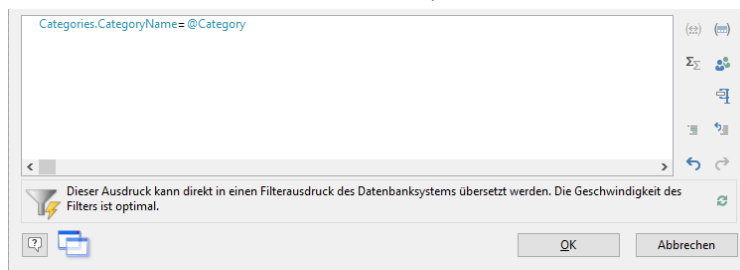 Categories.CategoryName= @Category
Dieser Ausdruck kann direkt in einen Filterausdruck des Datenbanksystems übersetzt werden. Die Geschwindigkeit des
Filters ist optimal.
OK
Abbrechen